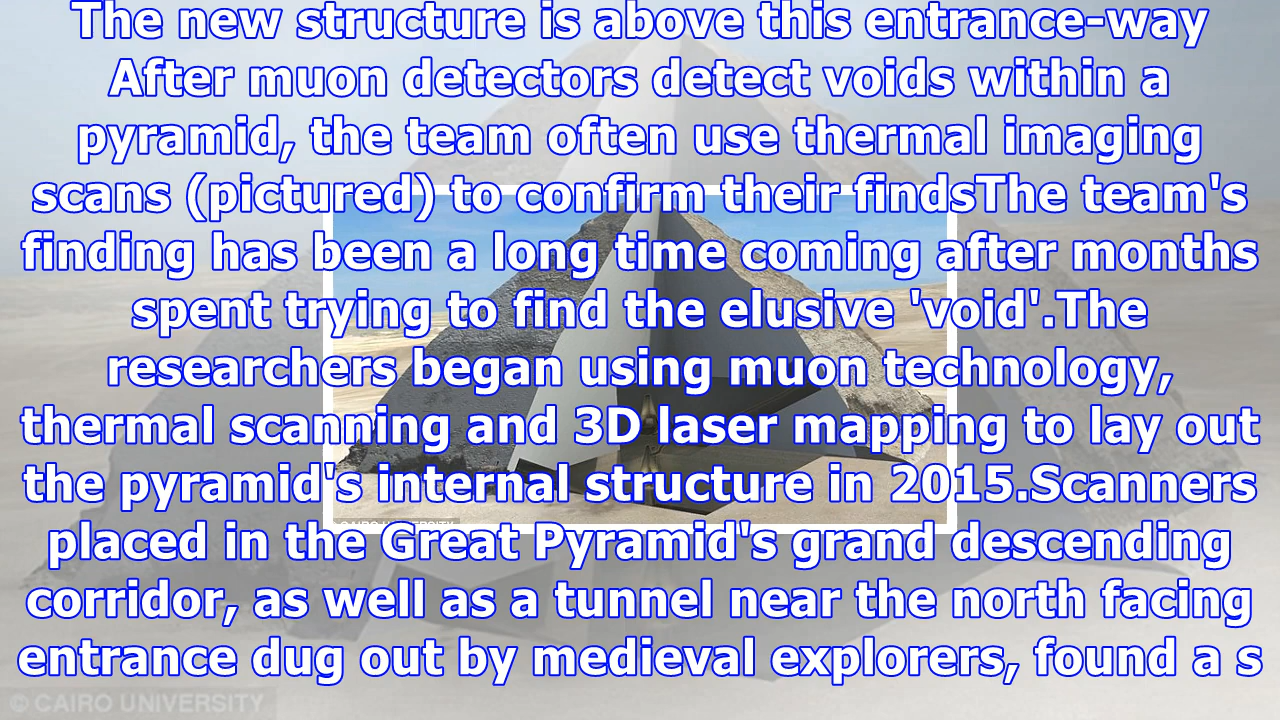 The new structure is above this entrance-way
After muon detectors detect voids within a
pyramid, the team often use thermal imaging
scans (pictured) to confirm their findsThe team's
finding has been a long time coming after months
spent trying to find the elusive 'void'.The
researchers began using muon technology,
thermal scanning and 3D laser mapping to lay out
the pyramid's internal structure in 2015.Scanners
placed in the Great Pyramid's grand descending
corridor, as well as a tunnel near the north facing
entrance dug out by medieval explorers, found a s
© CAIRO UNIVERSITY